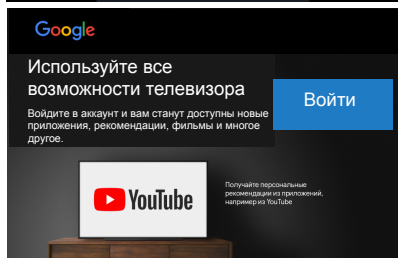 Google
Используйте все
возможности телевизора
Войдите в аккаунт и вам станут доступны новые
приложения, рекомендации, фильмы и многое
другое.
Войти
YouTube
Получайте персональные
рекомендации из приложений,
например из YouTube